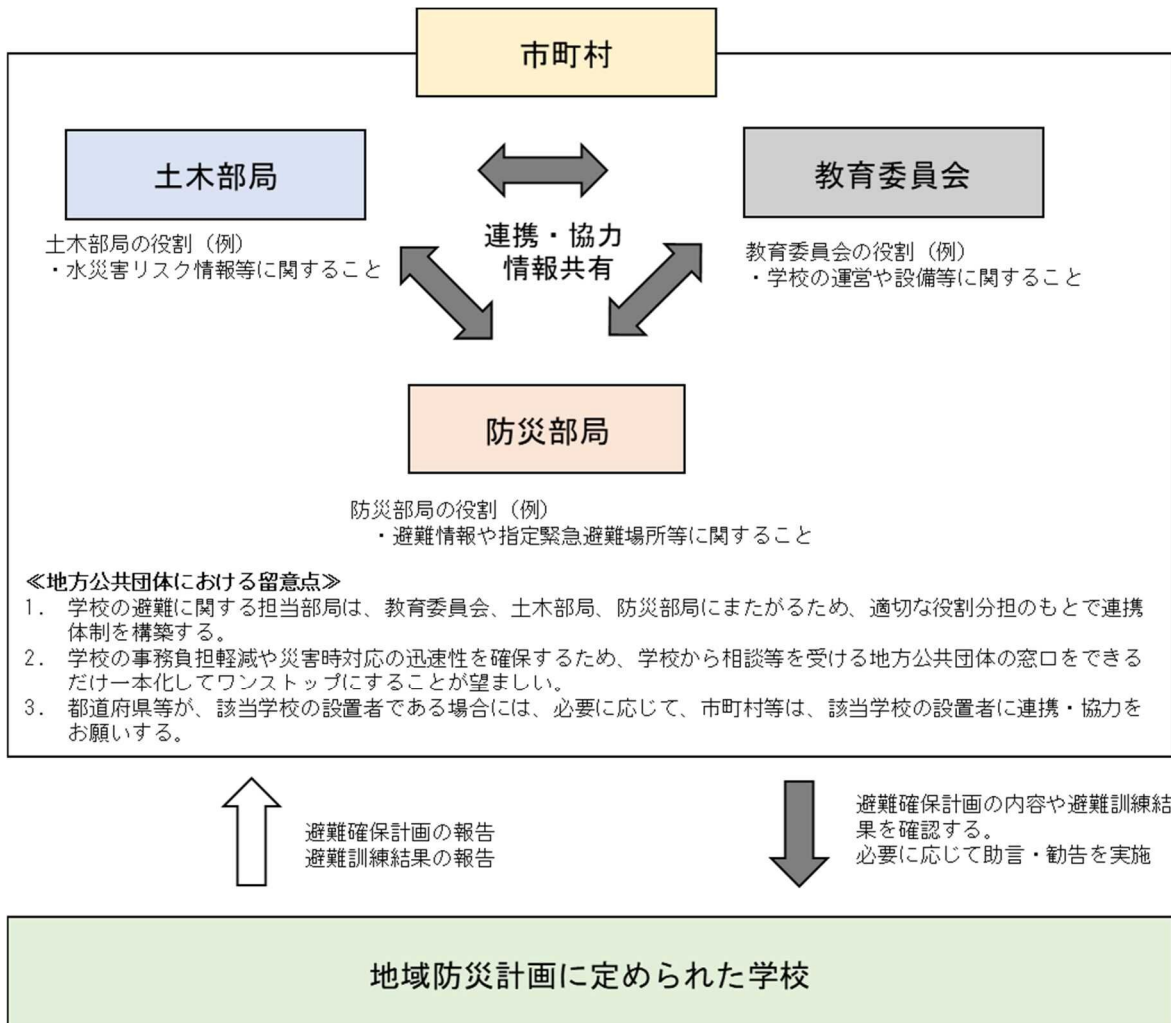 市町村
土木部局
教育委員会
連携・協力
情報共有
土木部局の役割（例）
・水災害リスク情報等に関すること
教育委員会の役割（例）
・学校の運営や設備等に関すること
防災部局
防災部局の役割（例）
・避難情報や指定緊急避難場所等に関すること
≪地方公共団体における留意点≫
1. 学校の避難に関する担当部局は、教育委員会、土木部局、防災部局にまたがるため、適切な役割分担のもとで連携
体制を構築する。
2. 学校の事務負担軽減や災害時対応の迅速性を確保するため、学校から相談等を受ける地方公共団体の窓口をできる
だけ一本化してワンストップにすることが望ましい。
3. 都道府県等が、該当学校の設置者である場合には、必要に応じて、市町村等は、該当学校の設置者に連携・協力を
お願いする。
避難確保計画の報告
避難訓練結果の報告
避難確保計画の内容や避難訓練結
果を確認する。
必要に応じて助言・勧告を実施
地域防災計画に定められた学校